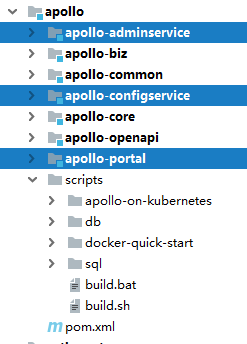 apollo
apollo-adminservice
apollo-biz
apollo-common
apollo-configservice
apollo-core
apollo-openapi
apollo-portal
scripts
apollo-on-kubernetes
db
docker-quick-start
sql
build.bat
build.sh
m pom.xml